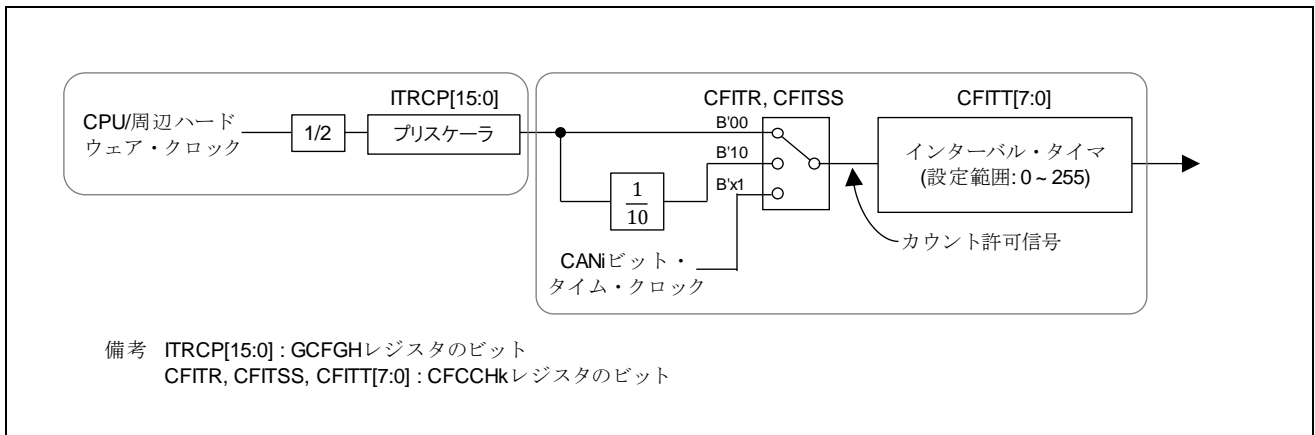 ITRCP[15:0]
CPU/周辺ハード
ウェア・クロック
1/2
プリスケーラ
CFITR, CFITSS
B'00
B'10
B'x1
1
10
CANiビット・
タイム・クロック
CFITT[7:0]
インターバル・タイマ
(設定範囲: 0 ~ 255)
カウント許可信号
備考 ITRCP[15:0] : GCFGHレジスタのビット
CFITR, CFITSS, CFITT[7:0] : CFCCHkレジスタのビット